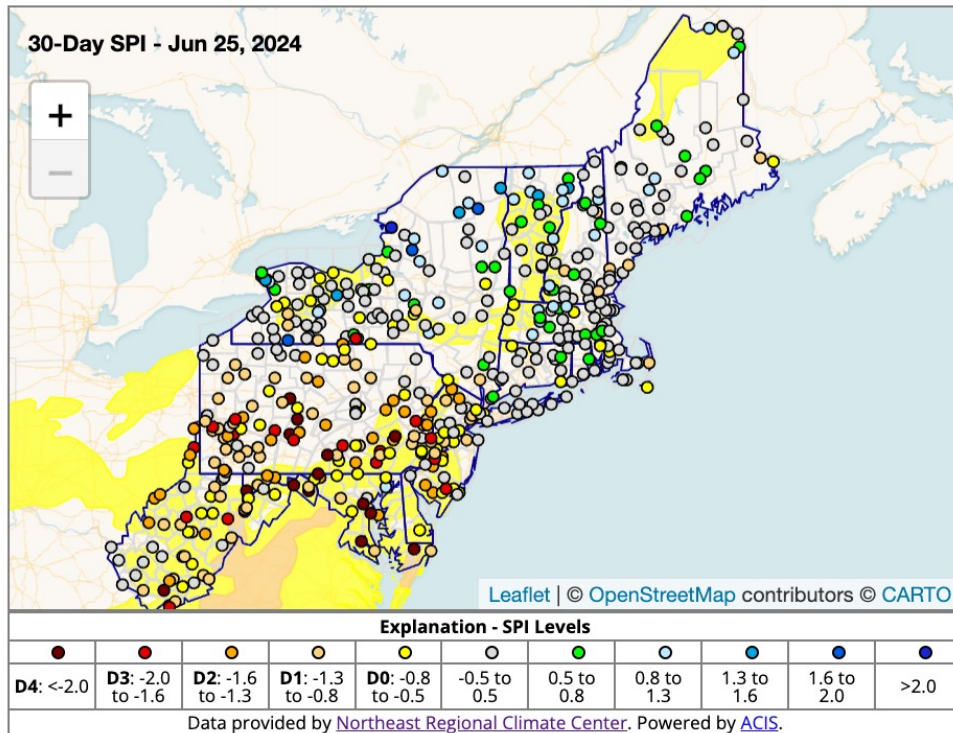 30-Day SPI - Jun 25, 2024
+
−
Leaflet | © OpenStreetMap contributors © CARTO
Explanation - SPI Levels
D4: <-2.0
D3: -2.0 to -1.6
D2: -1.6 to -1.3
D1: -1.3 to -0.8
D0: -0.8 to -0.5
-0.5 to 0.5
0.5 to 0.8
0.8 to 1.3
1.3 to 1.6
1.6 to 2.0
>2.0
Data provided by Northeast Regional Climate Center. Powered by ACIS.